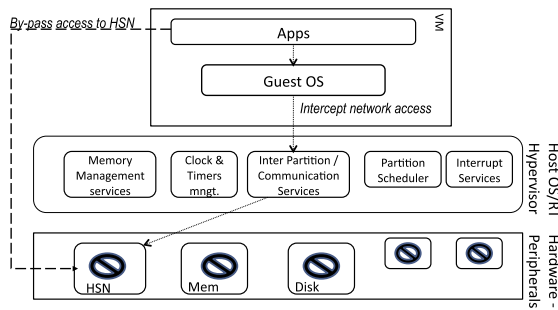 By-pass access to HSN
Apps
VM
Guest OS
Intercept network access
Memory
Management
services
Clock &
Timers
mngt.
Inter Partition /
Communication
Services
Partition
Scheduler
Interrupt
Services
Host OS/RT
Hypervisor
HSN
Mem
Disk
Hardware -
Peripherals